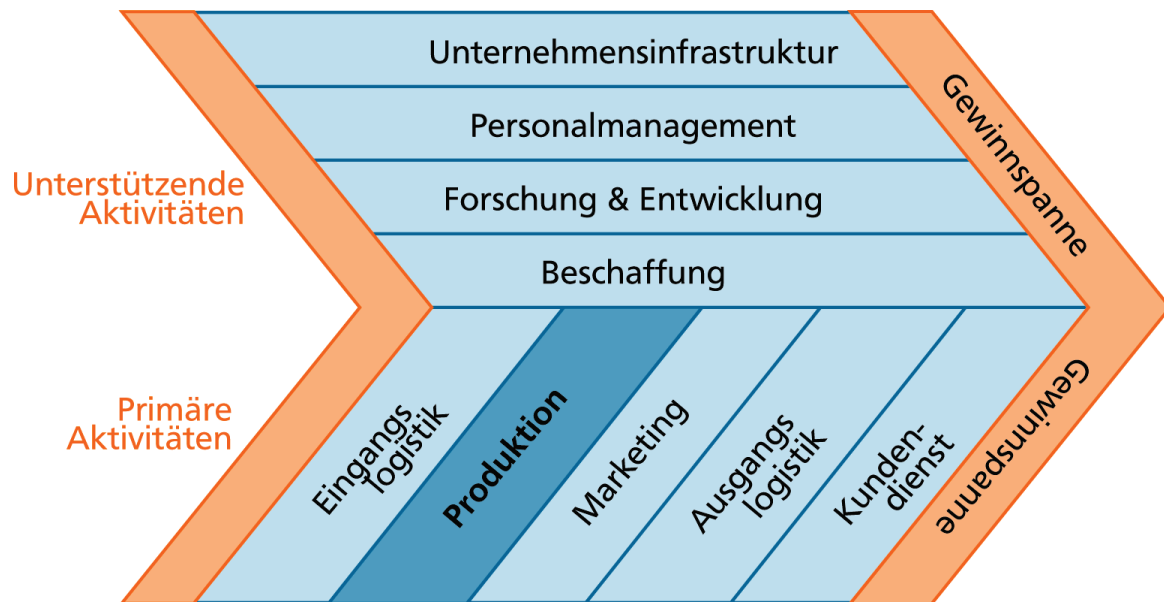 Unternehmensinfrastruktur
Personalmanagement
Forschung & Entwicklung
Beschaffung
Gewinnspanne
Unterstützende
Aktivitäten
Primäre
Aktivitäten
Eingangs
logistik
Produktion
Marketing
Ausgangs
logistik
Kunden-
dienst
Gewinnspanne